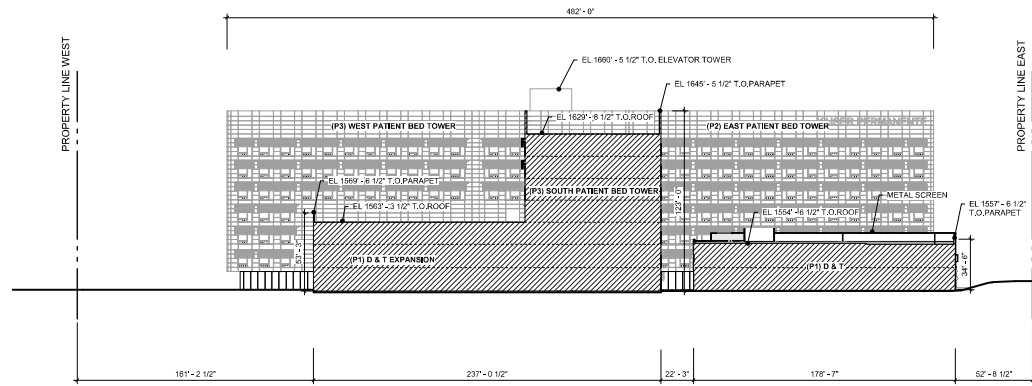 482' - 0"
PROPERTY LINE WEST
PROPERTY LINE EAST
EL 1660' - 5 1/2" T.O. ELEVATOR TOWER
EL 1645' - 5 1/2" T.O.PARAPET
EL 1629' - 6 1/2" T.O.ROOF
(P3) WEST PATIENT BED TOWER
(P2) EAST PATIENT BED TOWER
KAISER PERMANENTE
EL 1569' - 6 1/2" T.O.PARAPET
(P3) SOUTH PATIENT BED TOWER
METAL SCREEN
EL 1563' - 3 1/2" T.O.ROOF
EL 1554' - 6 1/2" T.O.ROOF
EL 1557' - 6 1/2"
T.O.PARAPET
123' - 0"
53' - 3"
(P1) D & T EXPANSION
(P1) D & T
34' - 6"
161' - 2 1/2"
237' - 0 1/2"
22' - 3"
178' - 7"
52' - 8 1/2"